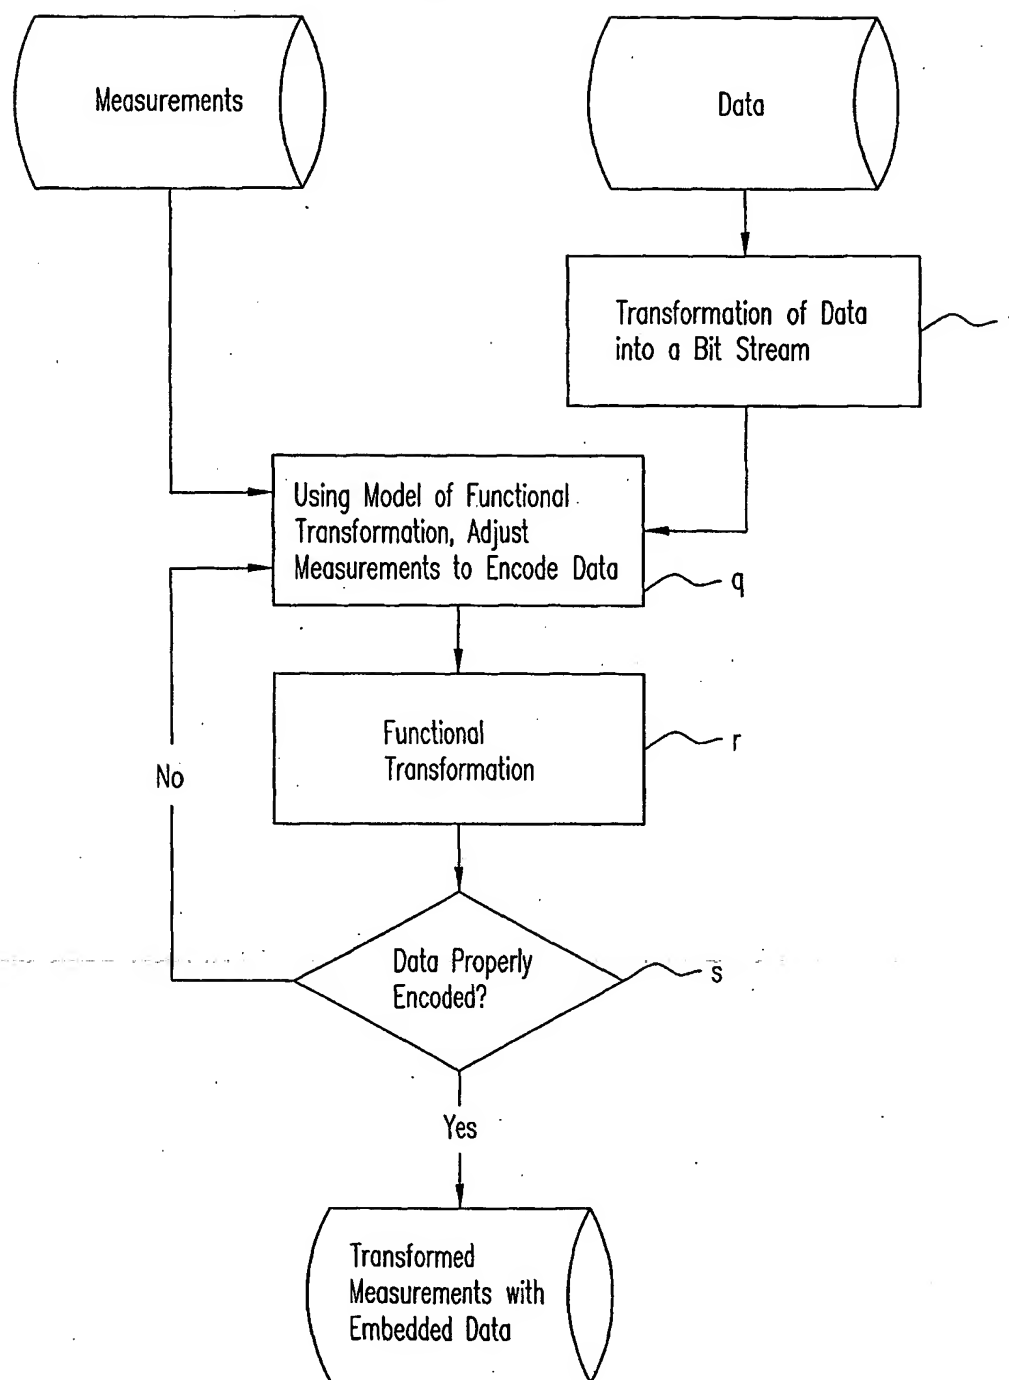 Measurements
Data
Transformation of Data
into a Bit Stream
Using Model of Functional
Transformation, Adjust
Measurements to Encode Data
q
Functional
Transformation
r
No
Data Properly
Encoded?
s
Yes
Transformed
Measurements with
Embedded Data